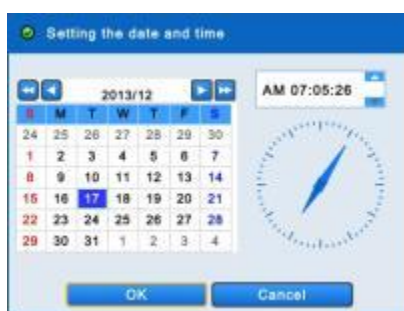 Setting the date and time
2013/12
AM 07:05:26
S M T W T F S
24 25 26 27 28 29 30
1 2 3 4 5 6 7
8 9 10 11 12 13 14
15 16 17 18 19 20 21
22 23 24 25 26 27 28
29 30 31 1 2 3 4
OK
Cancel